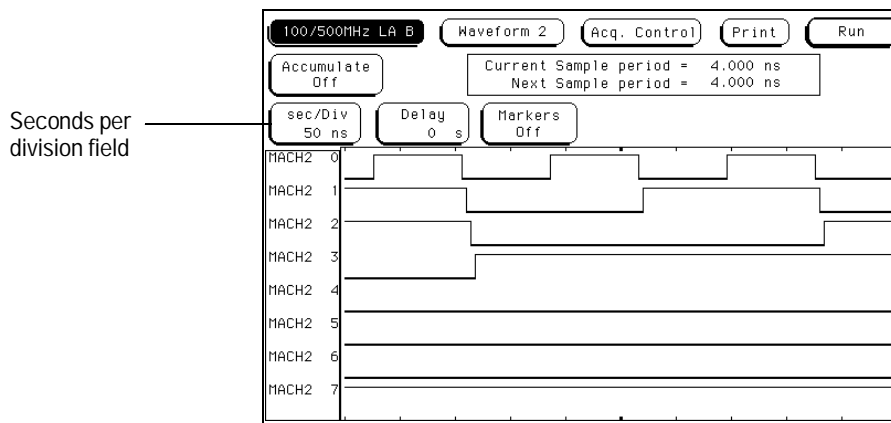 100/500MHz LA B Waveform 2 Acq. Control Print Run
Accumulate
Off
Current Sample period = 4.000 ns
Next Sample period = 4.000 ns
Seconds per
division field
sec/Div
50 ns
Delay
0 s
Markers
Off
MACH2 0
MACH2 1
MACH2 2
MACH2 3
MACH2 4
MACH2 5
MACH2 6
MACH2 7